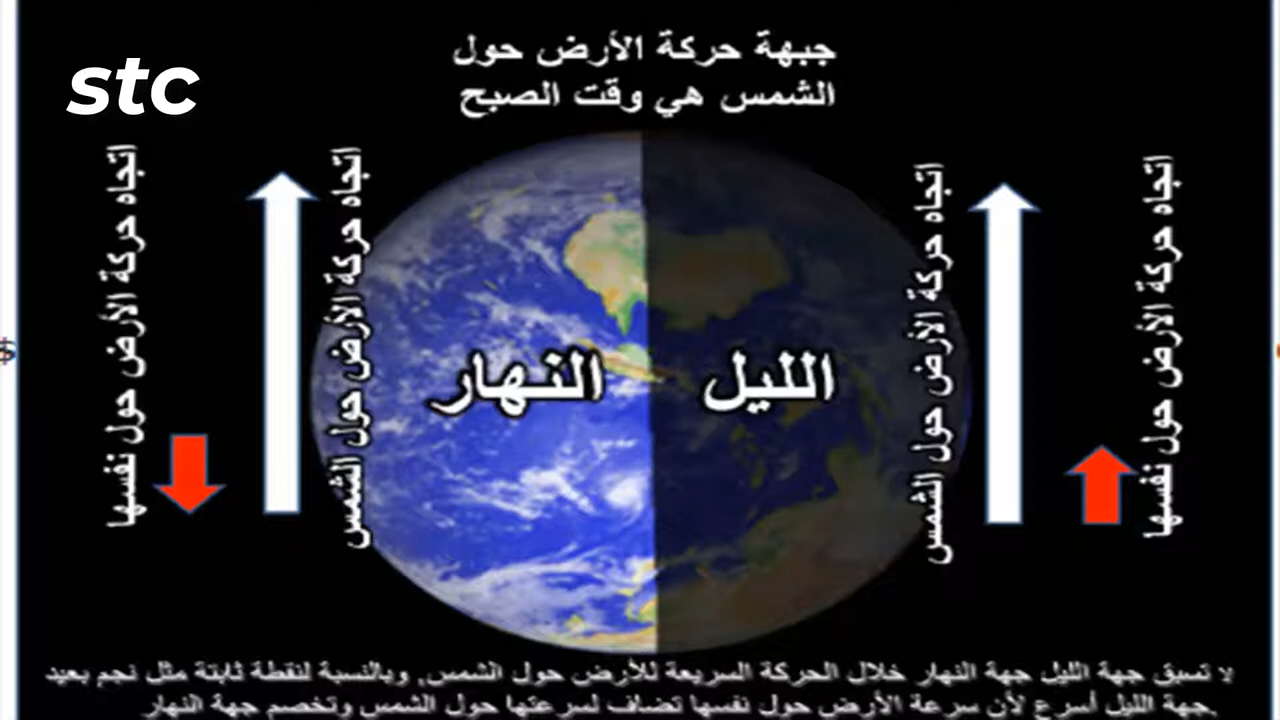 stc
جبهة حركة الأرض حول
الشمس هي وقت الصبح
اتجاه حركة الأرض حول نفسها
اتجاه حركة الأرض حول الشمس
اتجاه حركة الأرض حول الشمس
اتجاه حركة الأرض حول نفسها
الليل
النهار
لا تسبق جهة الليل جهة النهار خلال الحركة السريعة للأرض حول الشمس, وبالنسبة لنقطة ثابتة مثل نجم بعيد
جهة الليل أسرع لأن سرعة الأرض حول نفسها تضاف لسرعتها حول الشمس وتخصم جهة النهار.